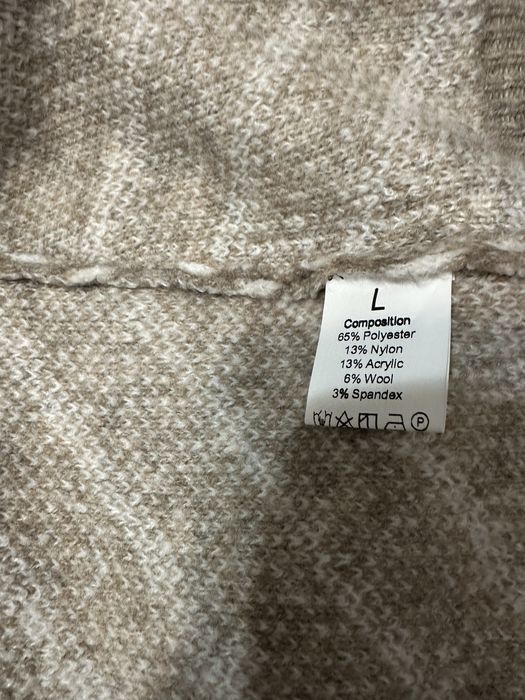 L
Composition
65% Polyester
13% Nylon
13% Acrylic
6% Wool
3% Spandex
P